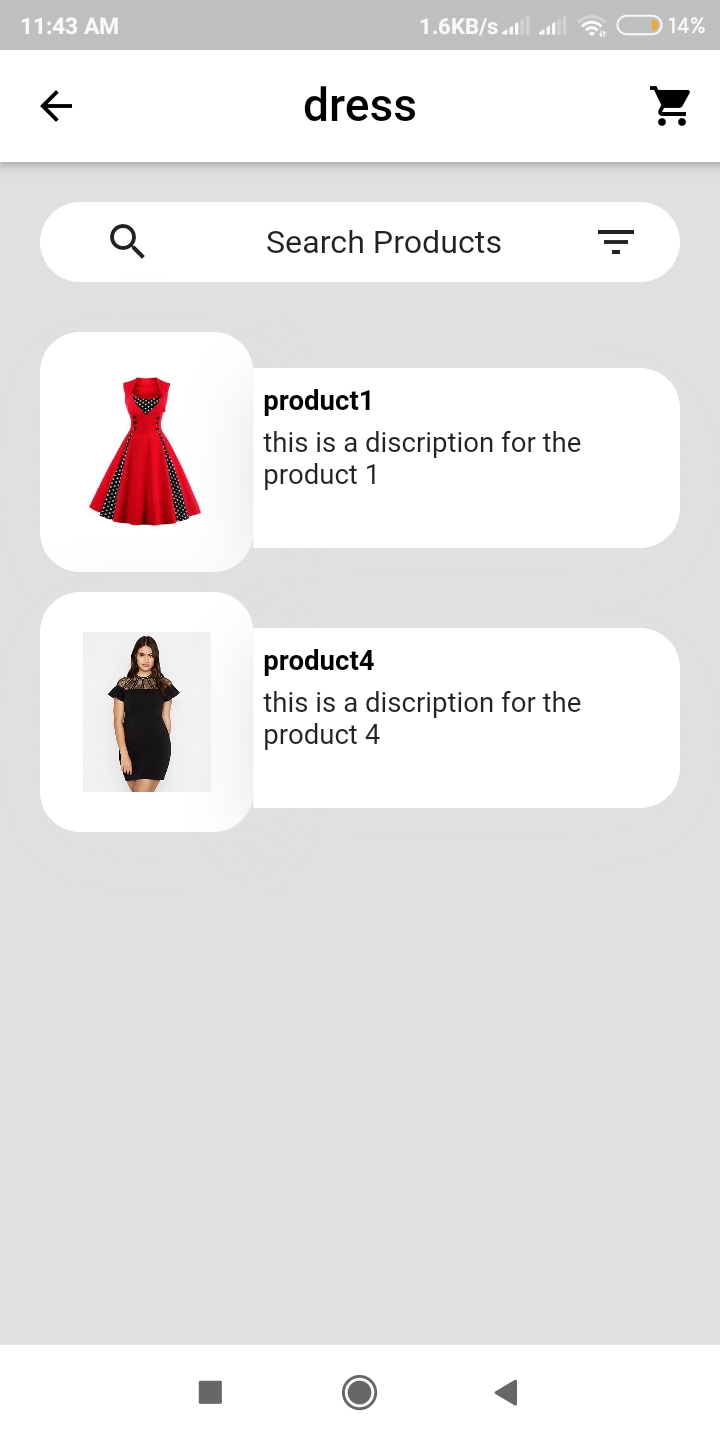 11:43 AM 1.6KB/s 14%
dress
Search Products
product1
this is a discription for the
product 1
product4
this is a discription for the
product 4